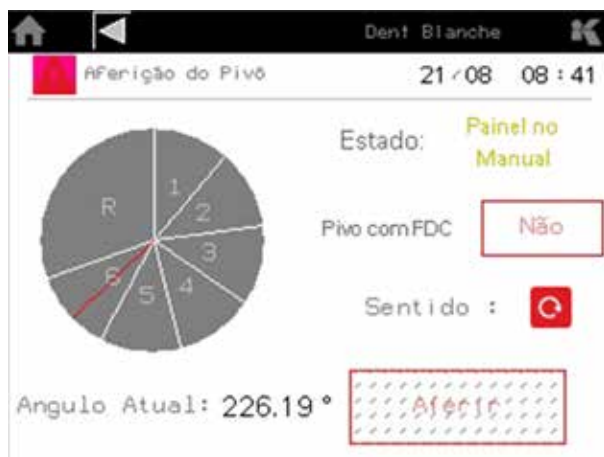 Dent Blanche
Aferição do Pivô
21/08 08:41
Estado:
Painel no
Manual
Pivo com FDC
Não
Sentido :
R
1
2
3
4
5
6
Angulo Atual: 226.19 °
Aferir